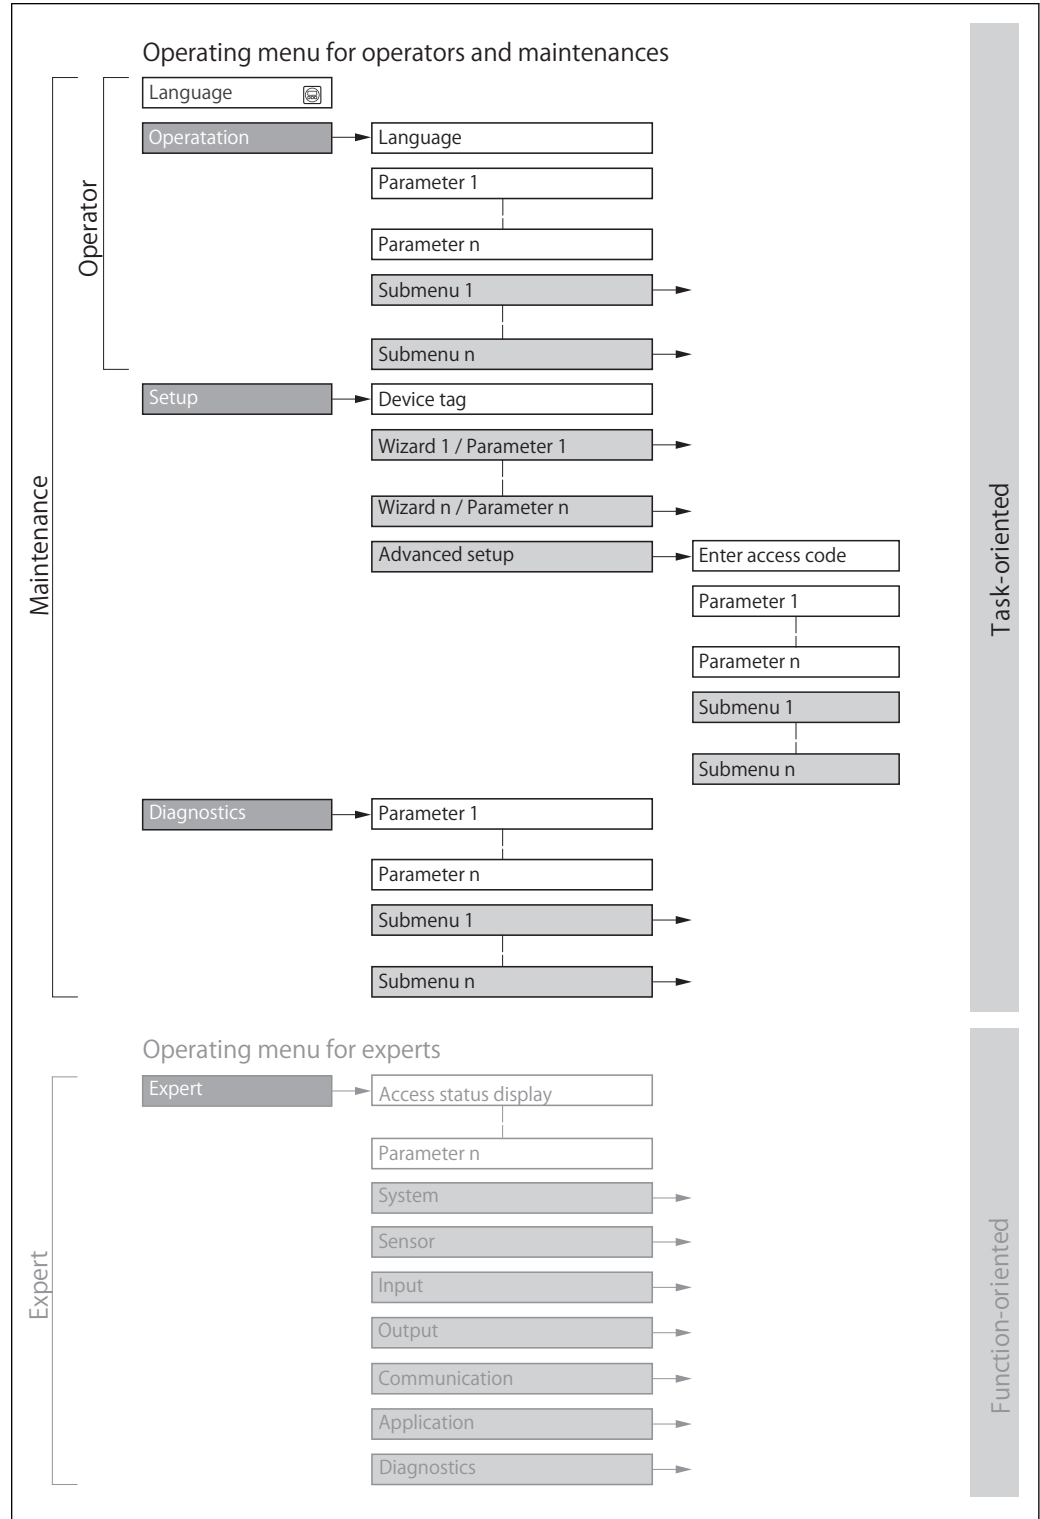 Operating menu for operators and maintenances
Language
Operatation
Language
Parameter 1
Parameter n
Submenu 1
Submenu n
Operator
Setup
Device tag
Wizard 1 / Parameter 1
Wizard n / Parameter n
Advanced setup
Enter access code
Parameter 1
Parameter n
Submenu 1
Submenu n
Maintenance
Task-oriented
Diagnostics
Parameter 1
Parameter n
Submenu 1
Submenu n
Operating menu for experts
Expert
Access status display
Parameter n
System
Sensor
Input
Output
Communication
Application
Diagnostics
Expert
Function-oriented